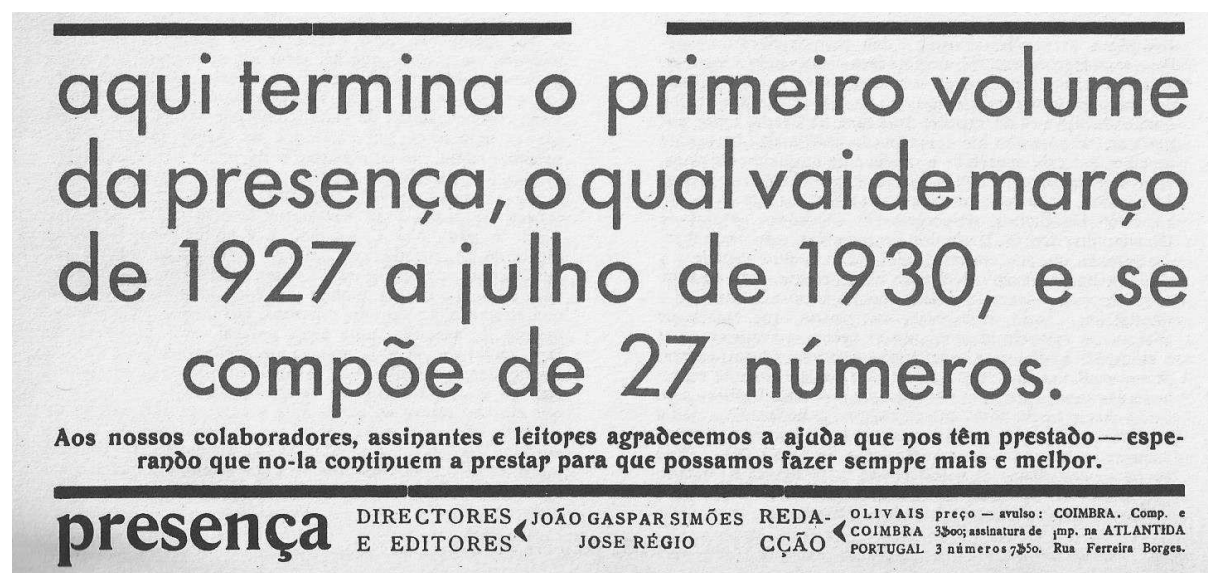 aqui termina o primeiro volume
da presença, o qual vai de março
de 1927 a julho de 1930, e se
compõe de 27 números.
Aos nossos colaboradores, assinantes e leitores agradecemos a ajuda que nos têm prestado — espe-
rando que no-la continuem a prestar para que possamos fazer sempre mais e melhor.
presença
DIRECTORES
E EDITORES
JOÃO GASPAR SIMÕES
JOSE RÉGIO
REDA-
CÇÃO
OLIVAIS
COIMBRA
PORTUGAL
preço — avulso:
3$00; assinatura de
3 números 7$50.
COIMBRA. Comp. e
imp. na ATLANTIDA
Rua Ferreira Borges.